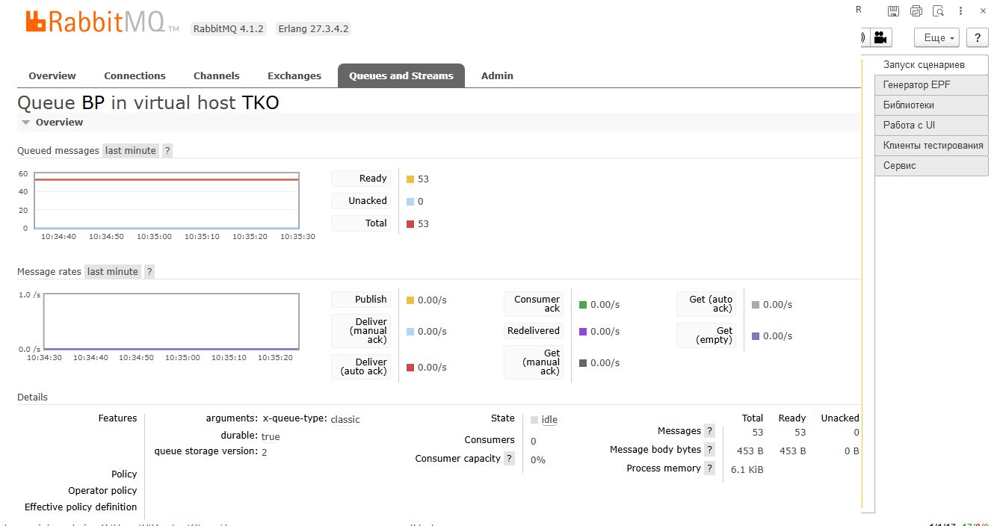 RabbitMQ TM RabbitMQ 4.1.2 Erlang 27.3.4.2
R
Еще ?
Overview Connections Channels Exchanges Queues and Streams Admin
Запуск сценариев
Генератор EPF
Библиотеки
Работа с UI
Клиенты тестирования
Сервис
Queue BP in virtual host TKO
Overview
Queued messages last minute ?
60
40
20
0
10:34:40 10:34:50 10:35:00 10:35:10 10:35:20 10:35:30
Ready 53
Unacked 0
Total 53
Message rates last minute ?
1.0 /s
0.0 /s
10:34:30 10:34:40 10:34:50 10:35:00 10:35:10 10:35:20
Publish 0.00/s
Deliver
(manual 0.00/s
ack)
Deliver
(auto ack) 0.00/s
Consumer
ack 0.00/s
Redelivered 0.00/s
Get
(manual 0.00/s
ack)
Get (auto
ack) 0.00/s
Get
(empty) 0.00/s
Details
Features arguments: x-queue-type: classic
durable: true
queue storage version: 2
Policy
Operator policy
Effective policy definition
State idle
Consumers 0
Consumer capacity ? 0%
Total Ready Unacked
Messages ? 53 53 0
Message body bytes ? 453 B 453 B 0 B
Process memory ? 6.1 KiB